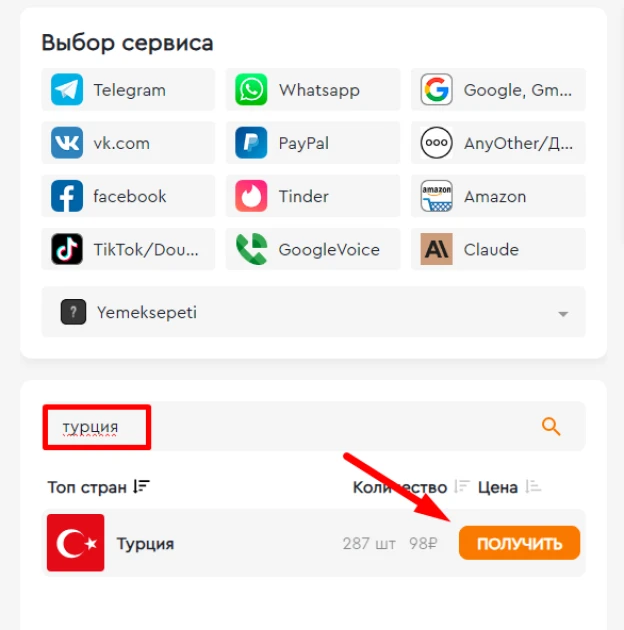 Выбор сервиса
Telegram Whatsapp Google, Gm...
vk.com PayPal AnyOther/Д...
facebook Tinder amazon Amazon
TikTok/Dou... GoogleVoice Claude
? Yemeksepeti
турция
Топ стран Количество Цена
Турция 287 шт 98₽ ПОЛУЧИТЬ